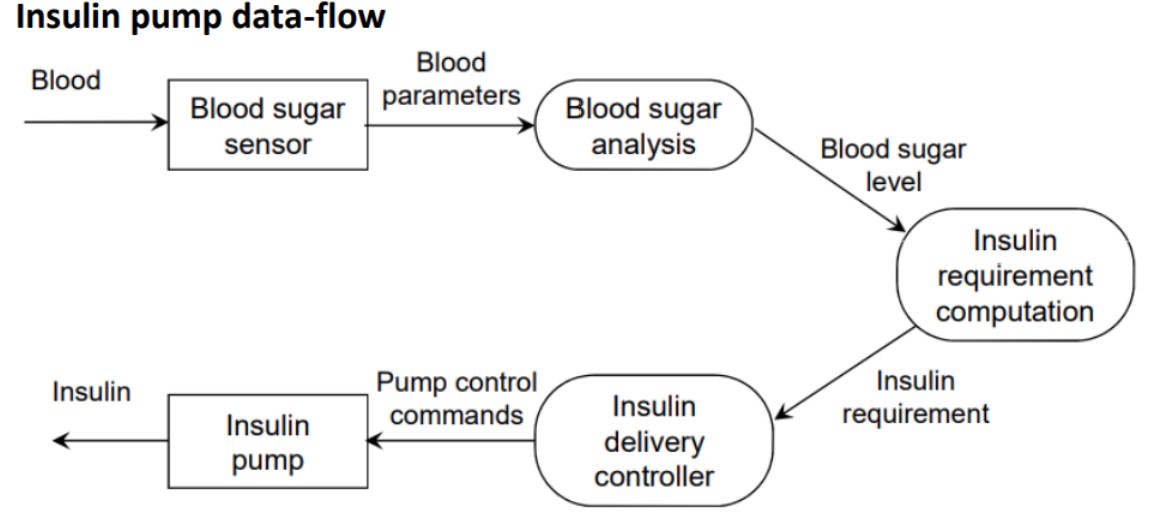 Insulin pump data-flow
Blood
Blood sugar
sensor
Blood
parameters
Blood sugar
analysis
Blood sugar
level
Insulin
requirement
computation
Insulin
requirement
Insulin
delivery
controller
Pump control
commands
Insulin
pump
Insulin